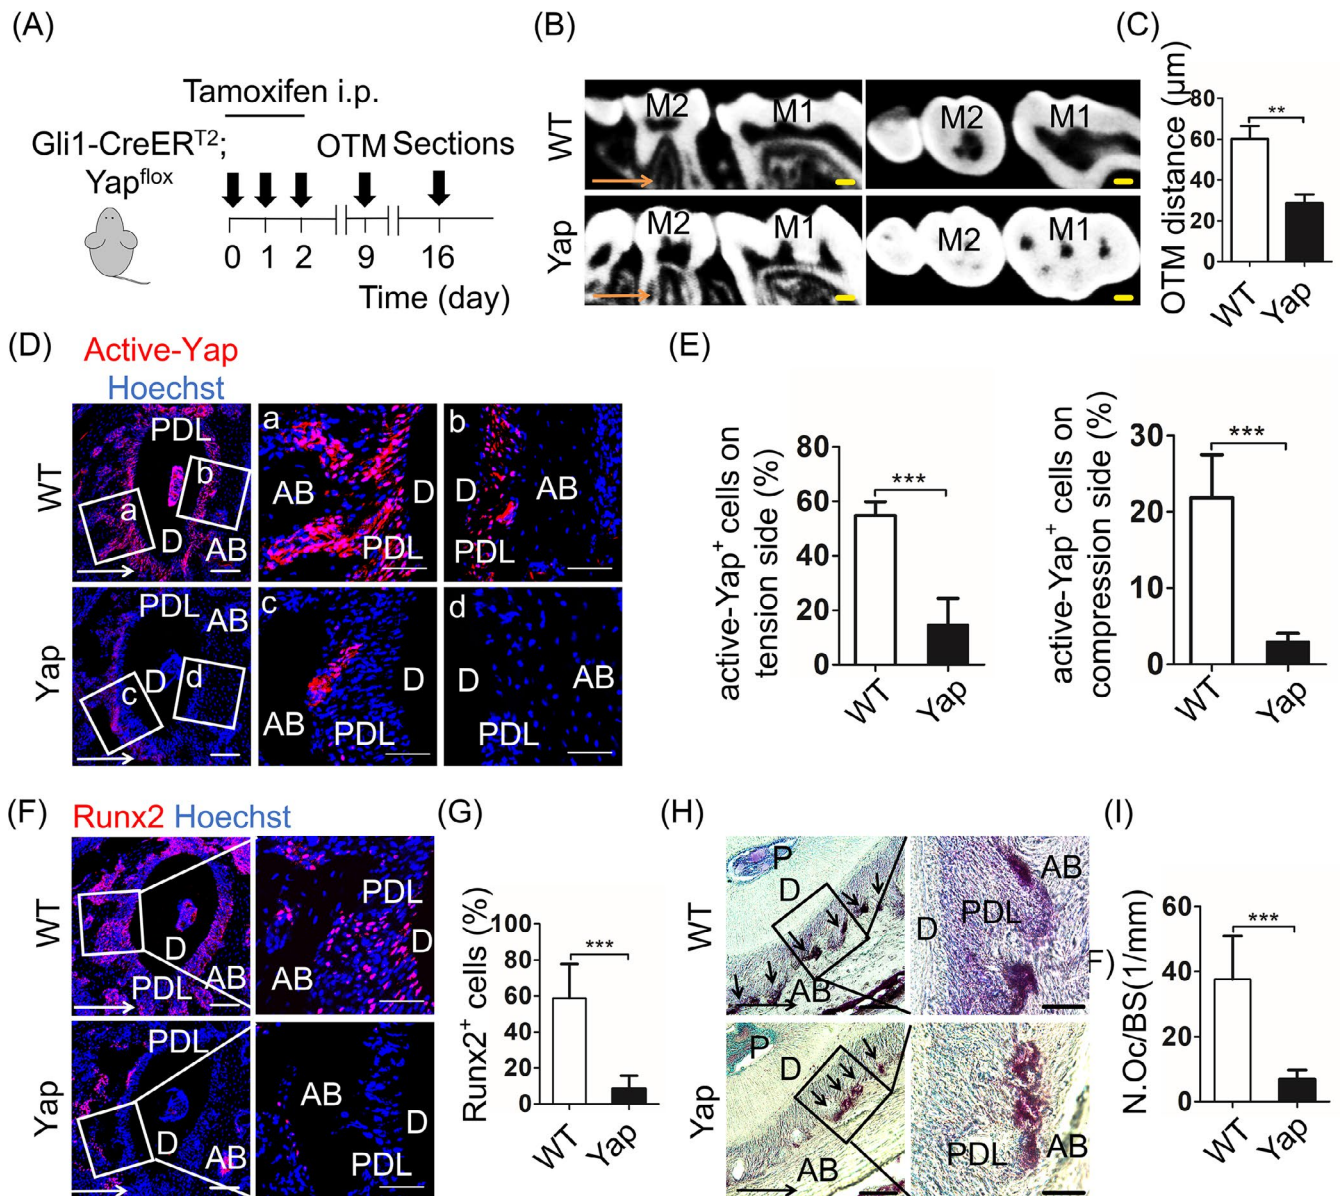 (A)
Tamoxifen i.p.
Gli1-CreERT2;
Yapflox
OTM Sections
0 1 2 9 16
Time (day)
(B)
WT
M2 M1
M2 M1
Yap
M2 M1
M2 M1
(C)
OTM distance (μm)
80
60
40
20
0
**
WT Yap
(D)
Active-Yap
Hoechst
WT
PDL
a
b
D
AB
a
AB
D
PDL
b
D
AB
PDL
Yap
PDL
AB
D
c
d
c
D
AB
PDL
d
D
AB
PDL
(E)
active-Yap+ cells on
tension side (%)
80
60
40
20
0
***
WT Yap
active-Yap+ cells on
compression side (%)
30
20
10
0
***
WT Yap
(F)
Runx2 Hoechst
WT
D
PDL
AB
PDL
AB
D
Yap
PDL
D
AB
AB
D
PDL
(G)
Runx2+ cells (%)
100
80
60
40
20
0
***
WT Yap
(H)
WT
P
D
AB
AB
PDL
D
Yap
P
D
AB
PDL
AB
(I)
F)
N.Oc/BS(1/mm)
60
40
20
0
***
WT Yap